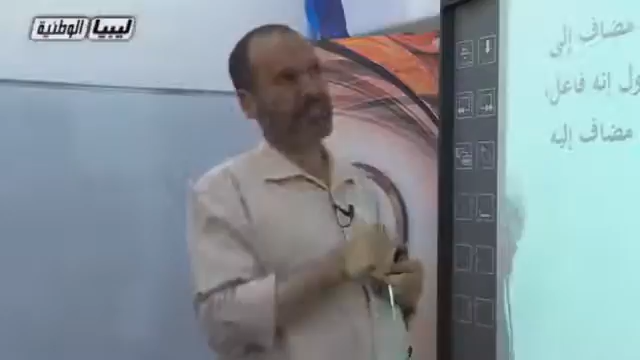 ليبيا الوطنية
مضاف إلى
ول إنه فاعل،
مضاف إليه